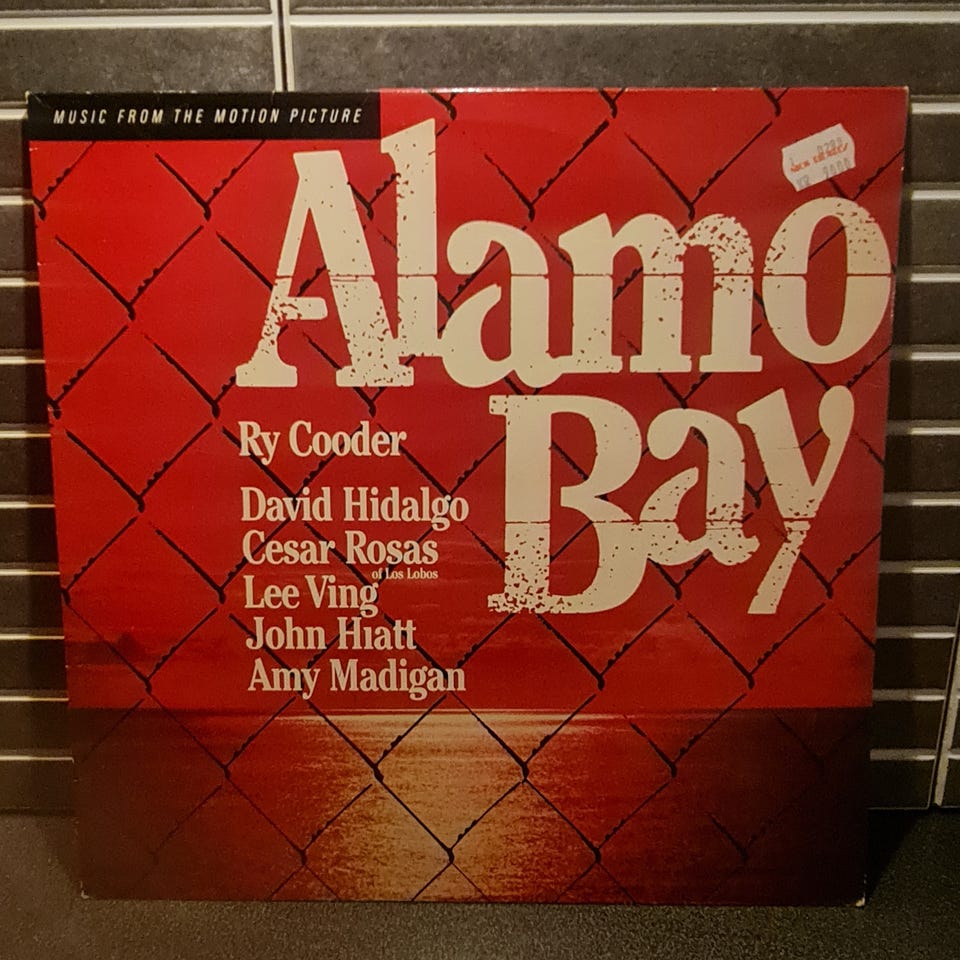 MUSIC FROM THE MOTION PICTURE
Alamo
Bay
Ry Cooder
David Hidalgo
Cesar Rosas
of Los Lobos
Lee Ving
John Hiatt
Amy Madigan